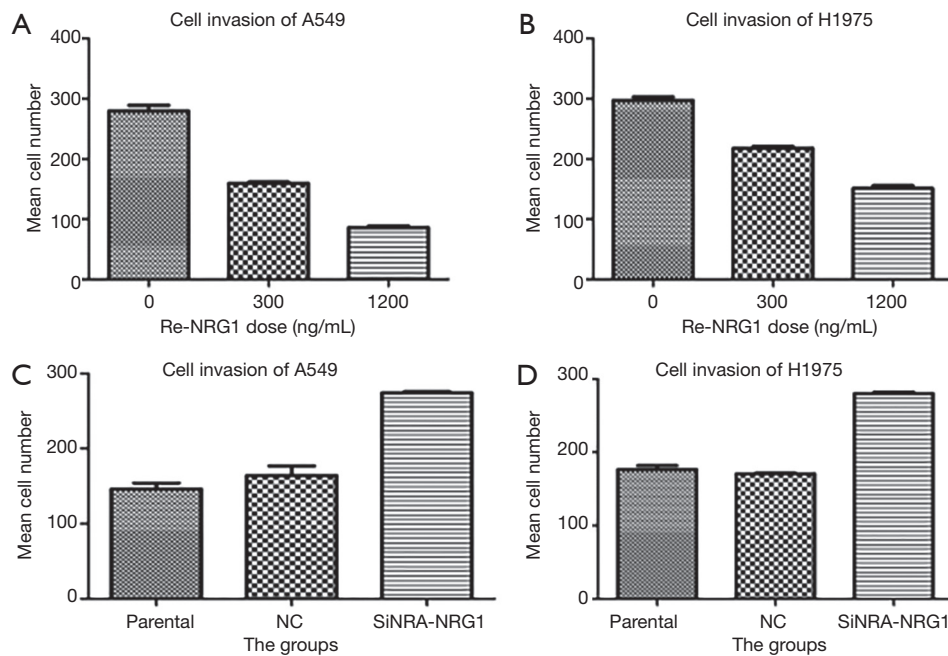 A
Cell invasion of A549
Mean cell number
400
300
200
100
0
0 300 1200
Re-NRG1 dose (ng/mL)
B
Cell invasion of H1975
Mean cell number
400
300
200
100
0
0 300 1200
Re-NRG1 dose (ng/mL)
C
Cell invasion of A549
Mean cell number
300
200
100
0
Parental NC SiNRA-NRG1
The groups
D
Cell invasion of H1975
Mean cell number
300
200
100
0
Parental NC SiNRA-NRG1
The groups